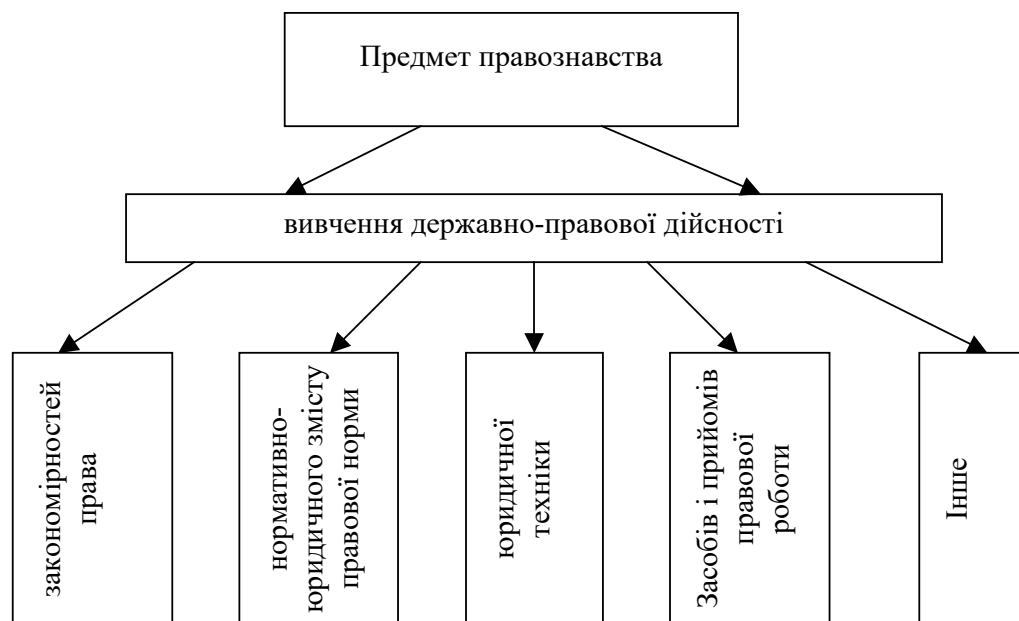 Предмет правознавства
вивчення державно-правової дійсності
закономірностей
права
нормативно-
юридичного змісту
правової норми
юридичної
техніки
Засобів і прийомів
правової
роботи
Інше